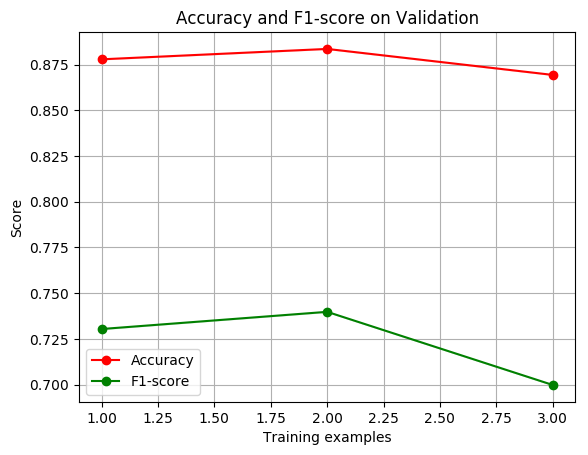 Accuracy and F1-score on Validation
Score
0.875
0.850
0.825
0.800
0.775
0.750
0.725
0.700
Accuracy
F1-score
1.00 1.25 1.50 1.75 2.00 2.25 2.50 2.75 3.00
Training examples